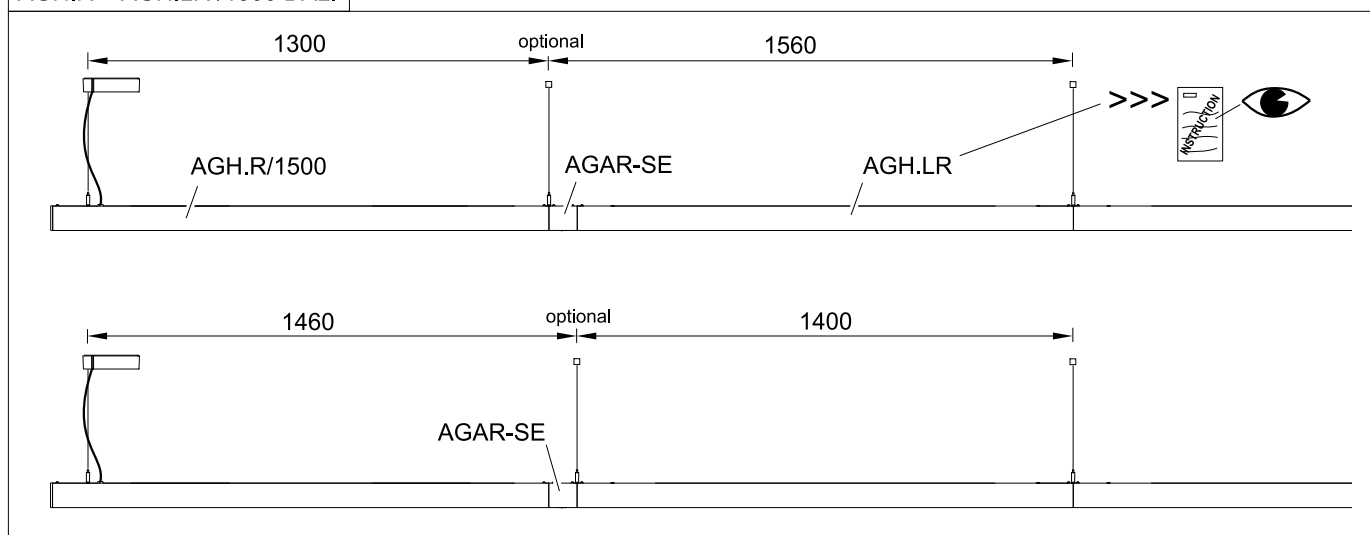 1300
optional
1560
>>>
INSTRUCTION
AGH.R/1500
AGAR-SE
AGH.LR
1460
optional
1400
AGAR-SE